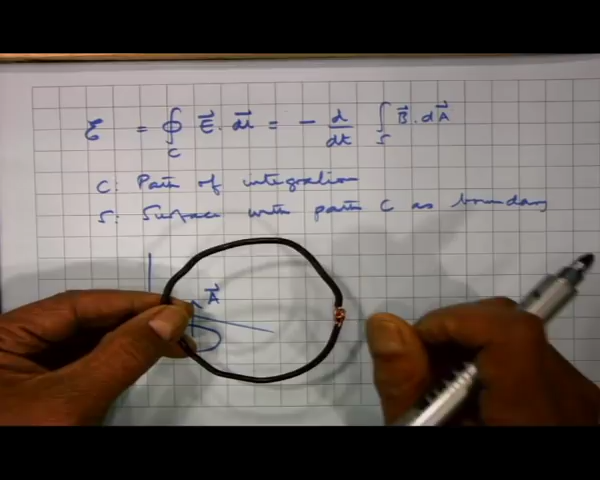 ℰ = ∮_C E⃗ . dl⃗ = - d/dt ∫_S B⃗ . dA⃗
C: Path of integration
S: Surface with path C as boundary
A⃗